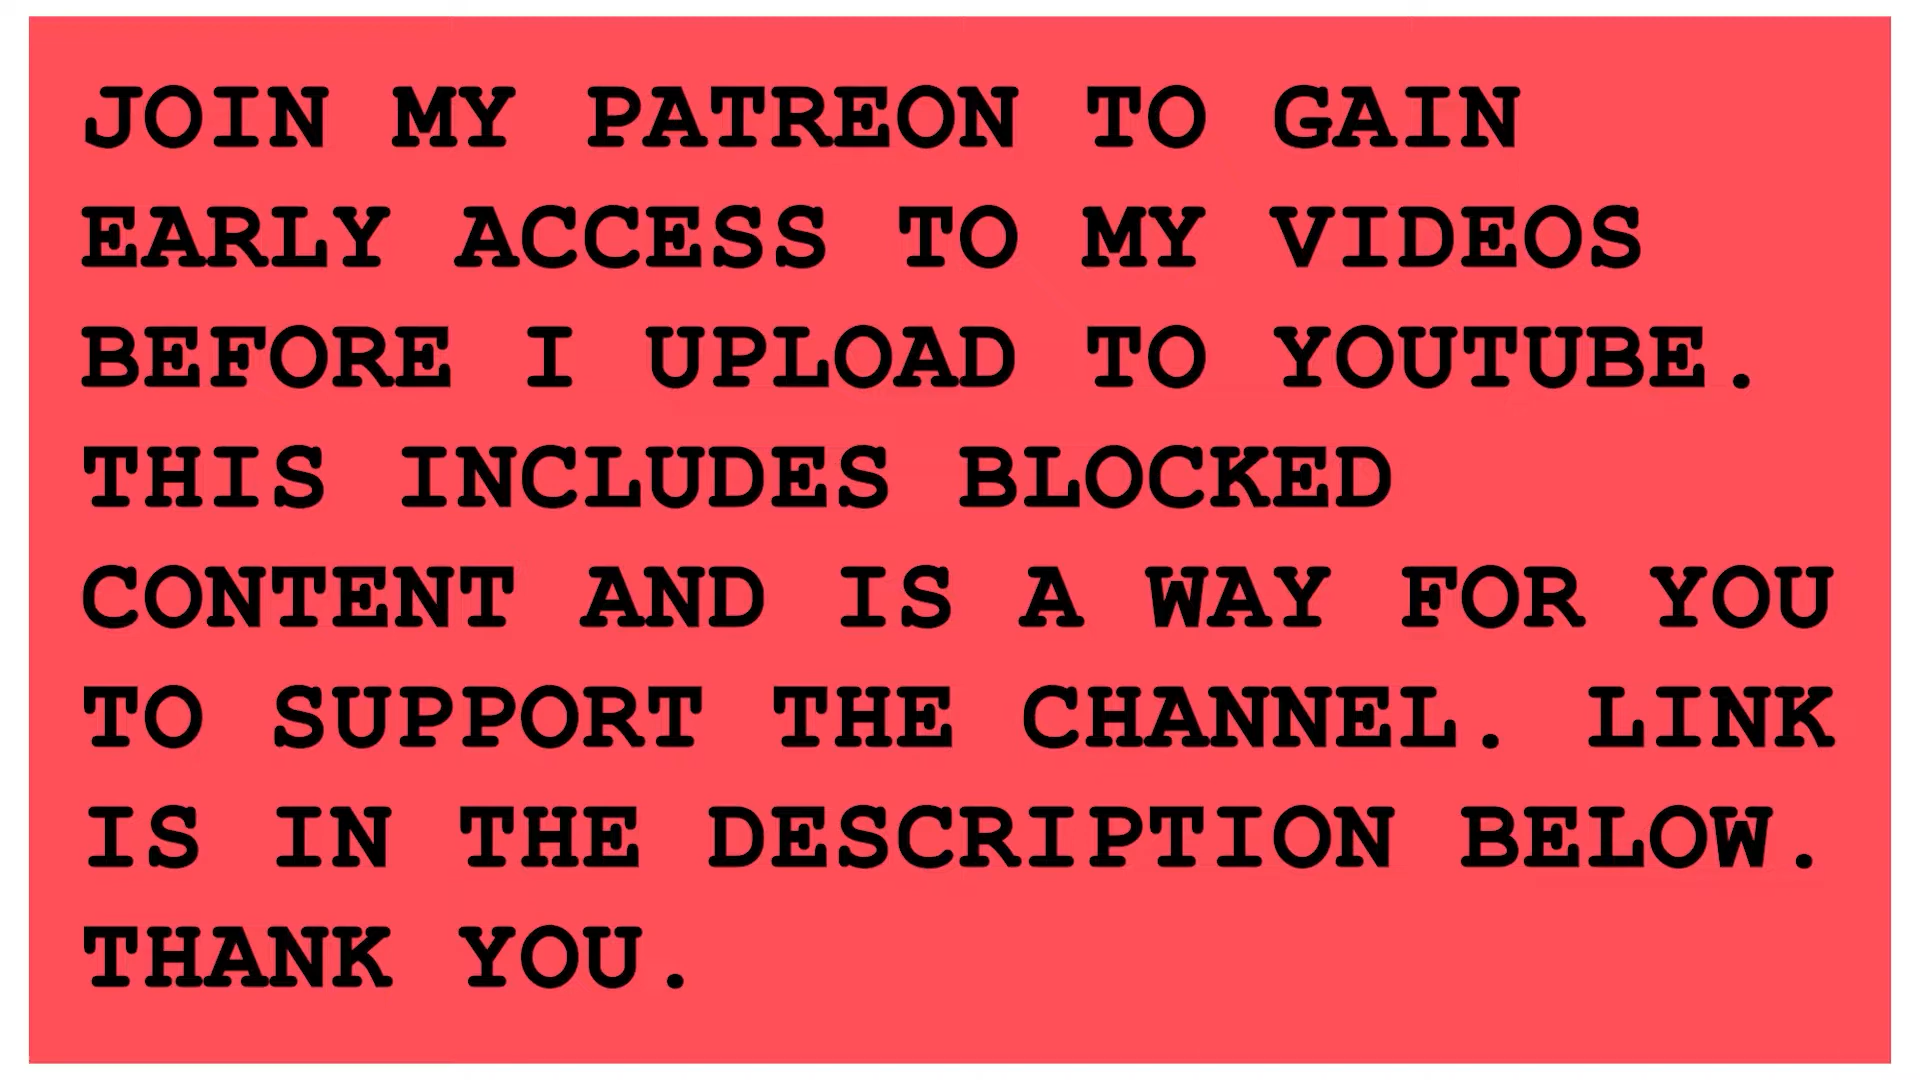 JOIN MY PATREON TO GAIN
EARLY ACCESS TO MY VIDEOS
BEFORE I UPLOAD TO YOUTUBE.
THIS INCLUDES BLOCKED
CONTENT AND IS A WAY FOR YOU
TO SUPPORT THE CHANNEL. LINK
IS IN THE DESCRIPTION BELOW.
THANK YOU.